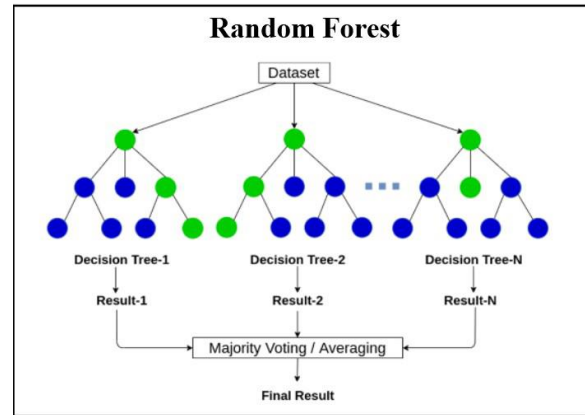 Random Forest
Dataset
Decision Tree-1 Decision Tree-2 Decision Tree-N
Result-1 Result-2 Result-N
Majority Voting / Averaging
Final Result